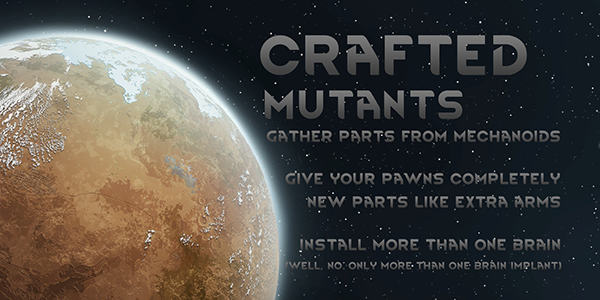 CRAFTED
MUTANTS
GATHER PARTS FROM MECHANOIDS
GIVE YOUR PAWNS COMPLETELY
NEW PARTS LIKE EXTRA ARMS
INSTALL MORE THAN ONE BRAIN
(WELL, NO: ONLY MORE THAN ONE BRAIN IMPLANT)